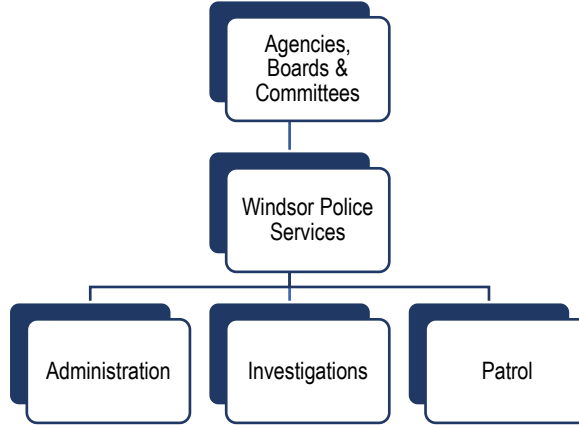 Agencies,
Boards &
Committees
Windsor Police
Services
Administration
Investigations
Patrol